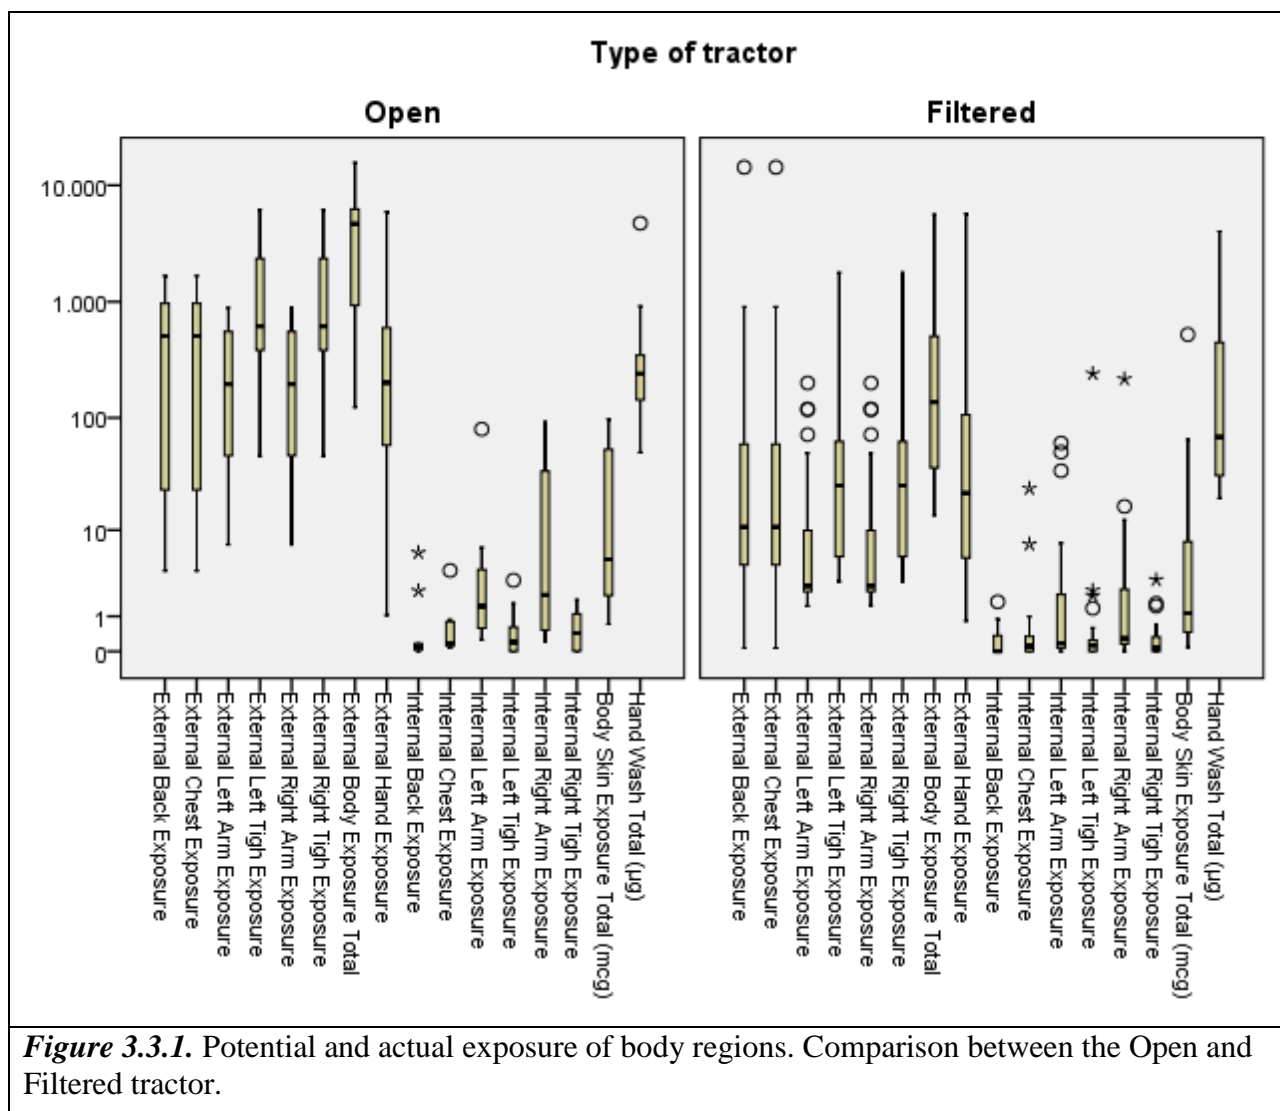 Type of tractor
Open
Filtered
10.000
1.000
100
10
1
0
External Back Exposure
External Chest Exposure
External Left Arm Exposure
External Left Tigh Exposure
External Right Arm Exposure
External Right Tigh Exposure
External Body Exposure Total
External Hand Exposure
Internal Back Exposure
Internal Chest Exposure
Internal Left Arm Exposure
Internal Left Tigh Exposure
Internal Right Arm Exposure
Internal Right Tigh Exposure
Body Skin Exposure Total (mcg)
Hand Wash Total (μg)
External Back Exposure
External Chest Exposure
External Left Arm Exposure
External Left Tigh Exposure
External Right Arm Exposure
External Right Tigh Exposure
External Body Exposure Total
External Hand Exposure
Internal Back Exposure
Internal Chest Exposure
Internal Left Arm Exposure
Internal Left Tigh Exposure
Internal Right Arm Exposure
Internal Right Tigh Exposure
Body Skin Exposure Total (mcg)
Hand Wash Total (μg)
Figure 3.3.1. Potential and actual exposure of body regions. Comparison between the Open and
Filtered tractor.